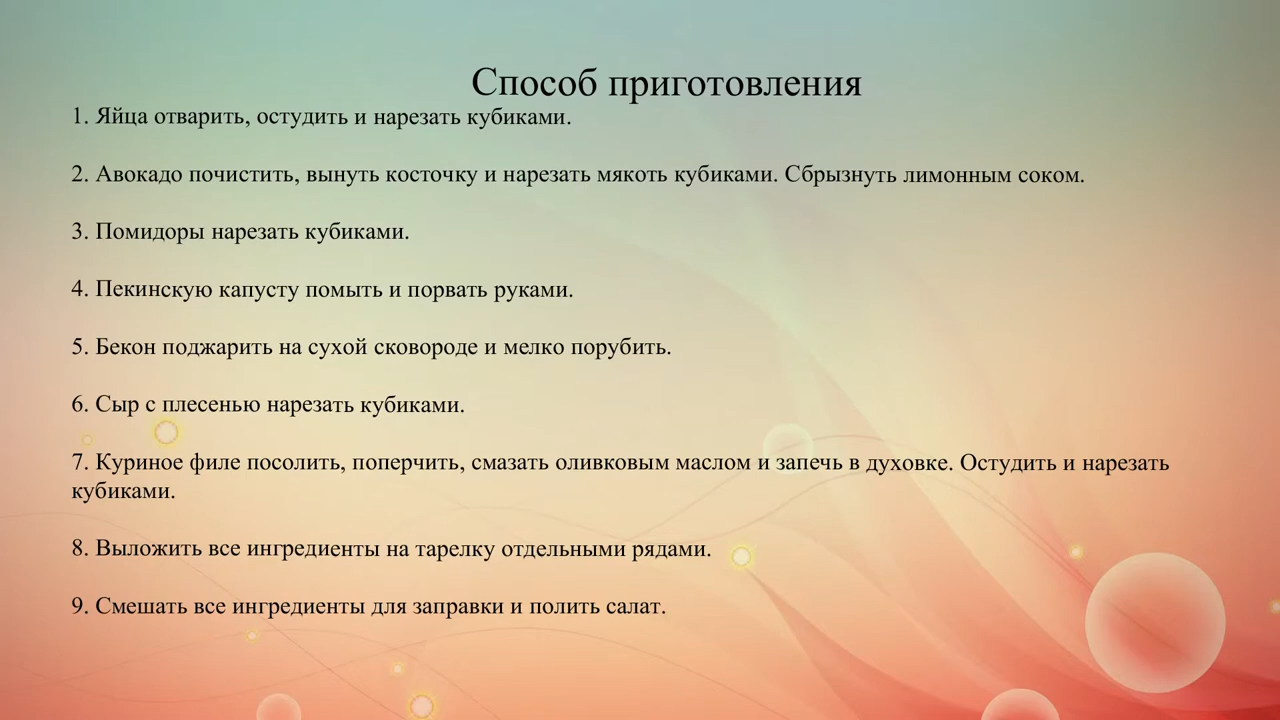 Способ приготовления
1. Яйца отварить, остудить и нарезать кубиками.
2. Авокадо почистить, вынуть косточку и нарезать мякоть кубиками. Сбрызнуть лимонным соком.
3. Помидоры нарезать кубиками.
4. Пекинскую капусту помыть и порвать руками.
5. Бекон поджарить на сухой сковороде и мелко порубить.
6. Сыр с плесенью нарезать кубиками.
7. Куриное филе посолить, поперчить, смазать оливковым маслом и запечь в духовке. Остудить и нарезать
кубиками.
8. Выложить все ингредиенты на тарелку отдельными рядами.
9. Смешать все ингредиенты для заправки и полить салат.